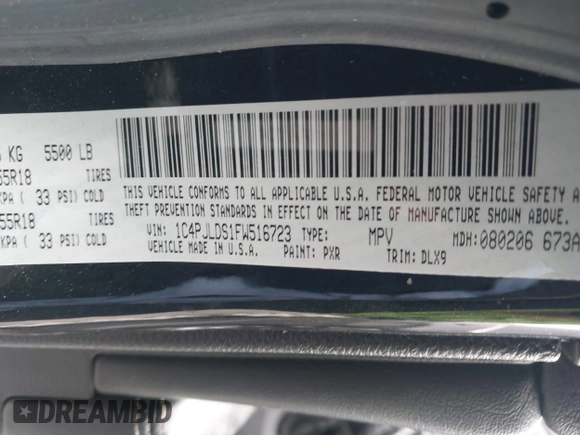 KG 5500 LB
55R18 TIRES
KPA ( 33 PSI) COLD
55R18 TIRES
KPA ( 33 PSI) COLD
THIS VEHICLE CONFORMS TO ALL APPLICABLE U.S.A. FEDERAL MOTOR VEHICLE SAFETY A
THEFT PREVENTION STANDARDS IN EFFECT ON THE DATE OF MANUFACTURE SHOWN ABOVE.
VIN: 1C4PJLDS1FW516723 TYPE: MPV MDH: 080206 673A
VEHICLE MADE IN U.S.A. PAINT: PXR TRIM: DLX9
DREAMBID